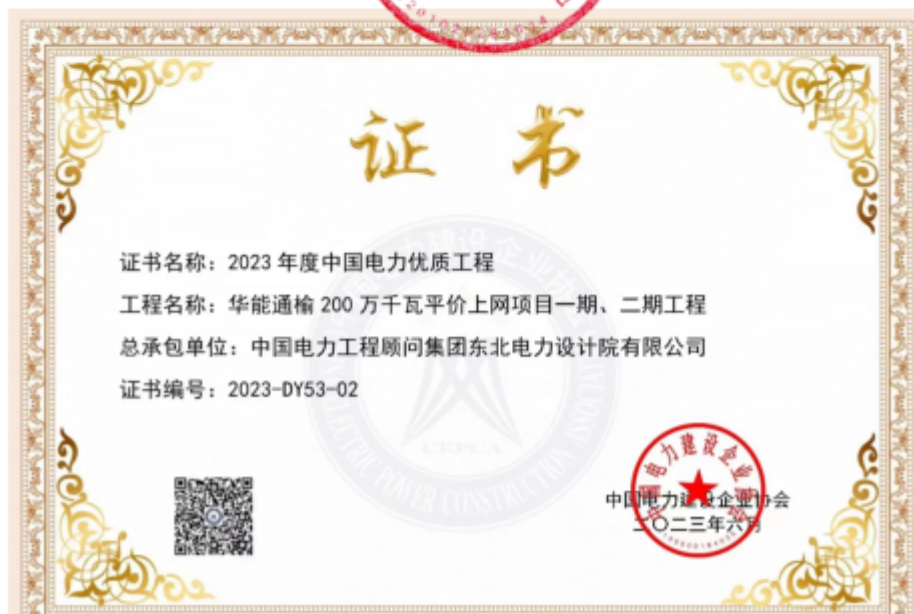 证书
证书名称：2023 年度中国电力优质工程
工程名称：华能通榆 200 万千瓦平价上网项目一期、二期工程
总承包单位：中国电力工程顾问集团东北电力设计院有限公司
证书编号：2023-DY53-02
中国电力建设企业协会
二〇二三年六月